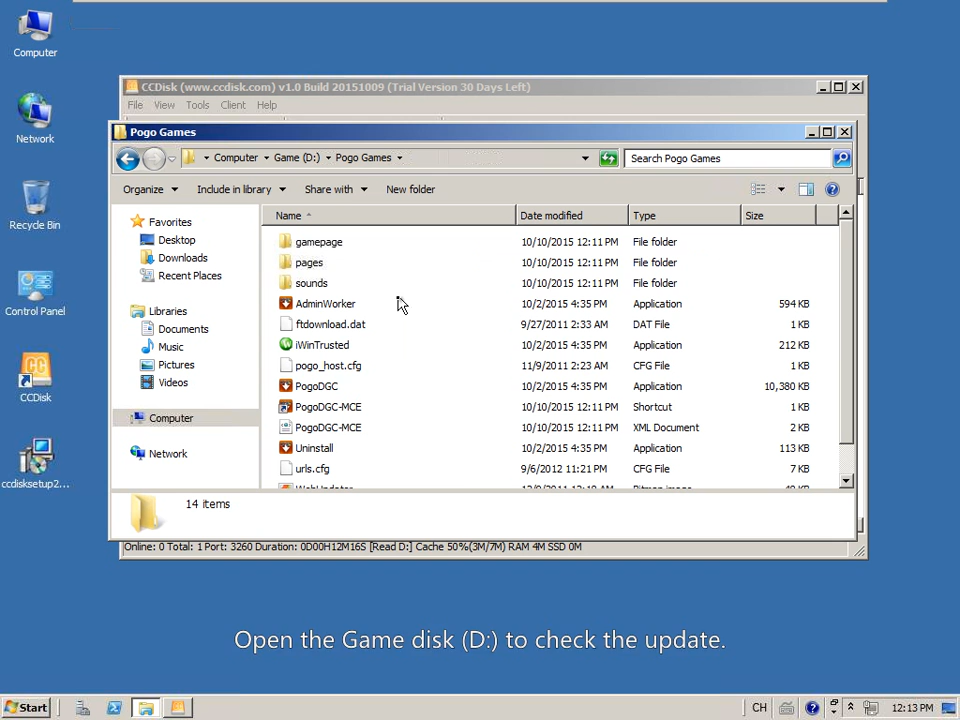 Computer
Network
Recycle Bin
Control Panel
CCDisk
ccdisksetup2...
CCDisk (www.ccdisk.com) v1.0 Build 20151009 (Trial Version 30 Days Left)
File View Tools Client Help
Pogo Games
Computer Game (D:) Pogo Games
Search Pogo Games
Organize Include in library Share with New folder
Favorites
Desktop
Downloads
Recent Places
Libraries
Documents
Music
Pictures
Videos
Computer
Network
Name Date modified Type Size
gamepage 10/10/2015 12:11 PM File folder
pages 10/10/2015 12:11 PM File folder
sounds 10/10/2015 12:11 PM File folder
AdminWorker 10/2/2015 4:35 PM Application 594 KB
ftdownload.dat 9/27/2011 2:33 AM DAT File 1 KB
iWinTrusted 10/2/2015 4:35 PM Application 212 KB
pogo_host.cfg 11/9/2011 2:23 AM CFG File 1 KB
PogoDGC 10/2/2015 4:35 PM Application 10,380 KB
PogoDGC-MCE 10/10/2015 12:11 PM Shortcut 1 KB
PogoDGC-MCE 10/10/2015 12:11 PM XML Document 2 KB
Uninstall 10/2/2015 4:35 PM Application 113 KB
urls.cfg 9/6/2012 11:21 PM CFG File 7 KB
14 items
Online: 0 Total: 1 Port: 3260 Duration: 0D00H12M16S [Read D:] Cache 50%(3M/7M) RAM 4M SSD 0M
Open the Game disk (D:) to check the update.
Start
CH
12:13 PM